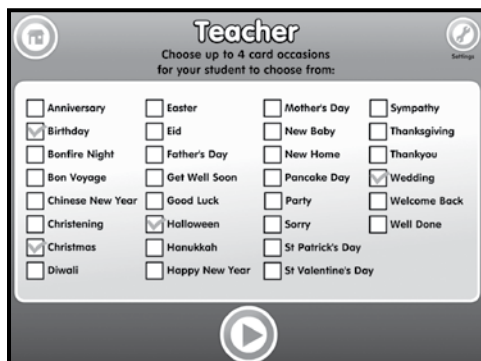 Teacher
Choose up to 4 card occasions
for your student to choose from:
Settings
Anniversary
Birthday
Bonfire Night
Bon Voyage
Chinese New Year
Christening
Christmas
Diwali
Easter
Eid
Father's Day
Get Well Soon
Good Luck
Halloween
Hanukkah
Happy New Year
Mother's Day
New Baby
New Home
Pancake Day
Party
Sorry
St Patrick's Day
St Valentine's Day
Sympathy
Thanksgiving
Thankyou
Wedding
Welcome Back
Well Done